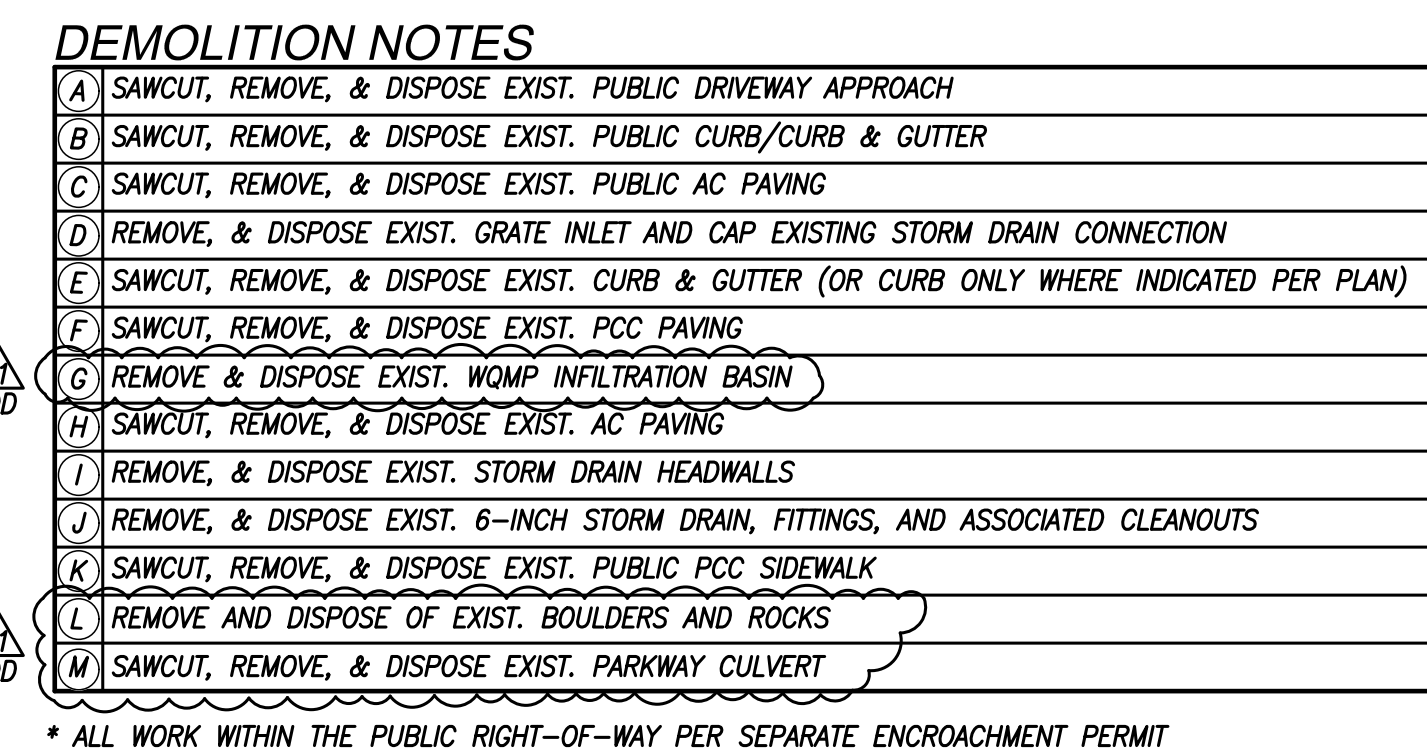 DEMOLITION NOTES
A SAWCUT, REMOVE, & DISPOSE EXIST. PUBLIC DRIVEWAY APPROACH
B SAWCUT, REMOVE, & DISPOSE EXIST. PUBLIC CURB/CURB & GUTTER
C SAWCUT, REMOVE, & DISPOSE EXIST. PUBLIC AC PAVING
D REMOVE, & DISPOSE EXIST. GRATE INLET AND CAP EXISTING STORM DRAIN CONNECTION
E SAWCUT, REMOVE, & DISPOSE EXIST. CURB & GUTTER (OR CURB ONLY WHERE INDICATED PER PLAN)
F SAWCUT, REMOVE, & DISPOSE EXIST. PCC PAVING
1 G REMOVE & DISPOSE EXIST. WQMP INFILTRATION BASIN
H SAWCUT, REMOVE, & DISPOSE EXIST. AC PAVING
I REMOVE, & DISPOSE EXIST. STORM DRAIN HEADWALLS
J REMOVE, & DISPOSE EXIST. 6-INCH STORM DRAIN, FITTINGS, AND ASSOCIATED CLEANOUTS
K SAWCUT, REMOVE, & DISPOSE EXIST. PUBLIC PCC SIDEWALK
L REMOVE AND DISPOSE OF EXIST. BOULDERS AND ROCKS
1 M SAWCUT, REMOVE, & DISPOSE EXIST. PARKWAY CULVERT
* ALL WORK WITHIN THE PUBLIC RIGHT-OF-WAY PER SEPARATE ENCROACHMENT PERMIT